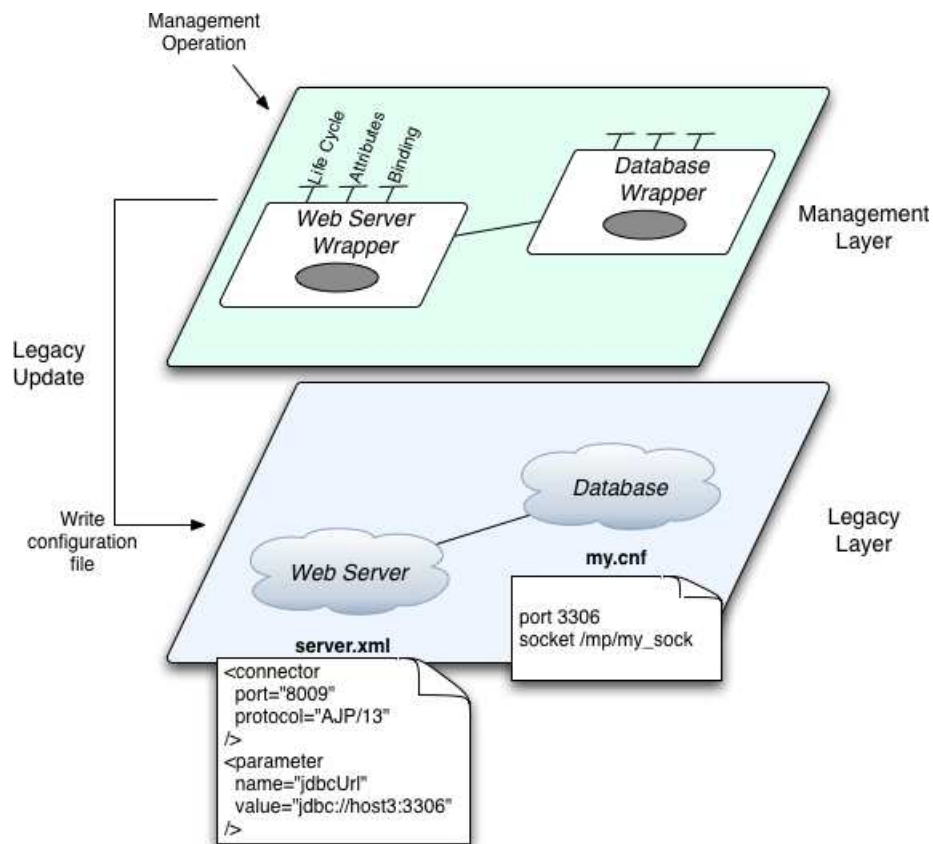 Management
Operation
Life Cycle
Attributes
Binding
Web Server
Wrapper
Database
Wrapper
Management
Layer
Legacy
Update
Write
configuration
file
Database
Web Server
Legacy
Layer
my.cnf
port 3306
socket /mp/my_sock
server.xml
<connector
port="8009"
protocol="AJP/13"
/>
<parameter
name="jdbcUrl"
value="jdbc://host3:3306"
/>